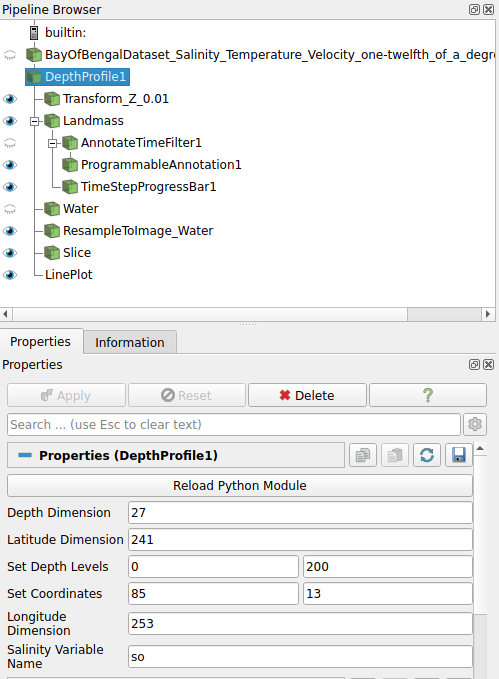 Pipeline Browser
builtin:
BayOfBengalDataset_Salinity_Temperature_Velocity_one-twelfth_of_a_degre
DepthProfile1
Transform_Z_0.01
Landmass
AnnotateTimeFilter1
ProgrammableAnnotation1
TimeStepProgressBar1
Water
ResampleToImage_Water
Slice
LinePlot
Properties Information
Properties
Apply Reset Delete ?
Search ... (use Esc to clear text)
Properties (DepthProfile1)
Reload Python Module
Depth Dimension 27
Latitude Dimension 241
Set Depth Levels 0 200
Set Coordinates 85 13
Longitude
Dimension 253
Salinity Variable
Name so